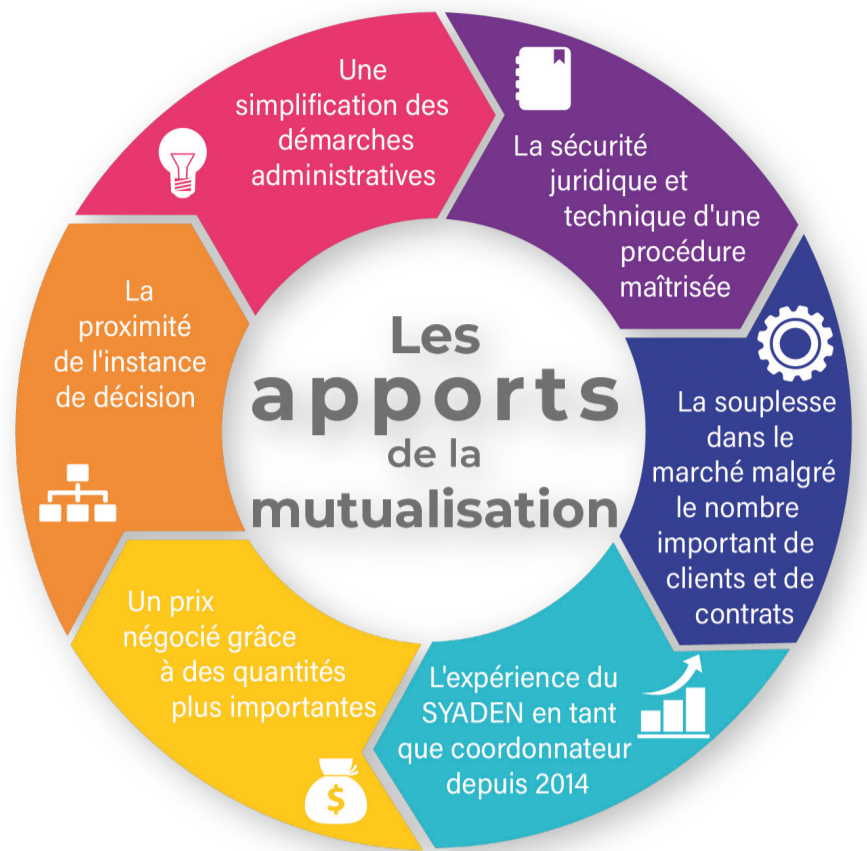 Les
apports
de la
mutualisation
Une
simplification des
démarches
administratives
La sécurité
juridique et
technique d'une
procédure
maîtrisée
La souplesse
dans le
marché malgré
le nombre
important de
clients et de
contrats
L'expérience du
SYADEN en tant
que coordonnateur
depuis 2014
Un prix
négocié grâce
à des quantités
plus importantes
$
La
proximité
de l'instance
de décision